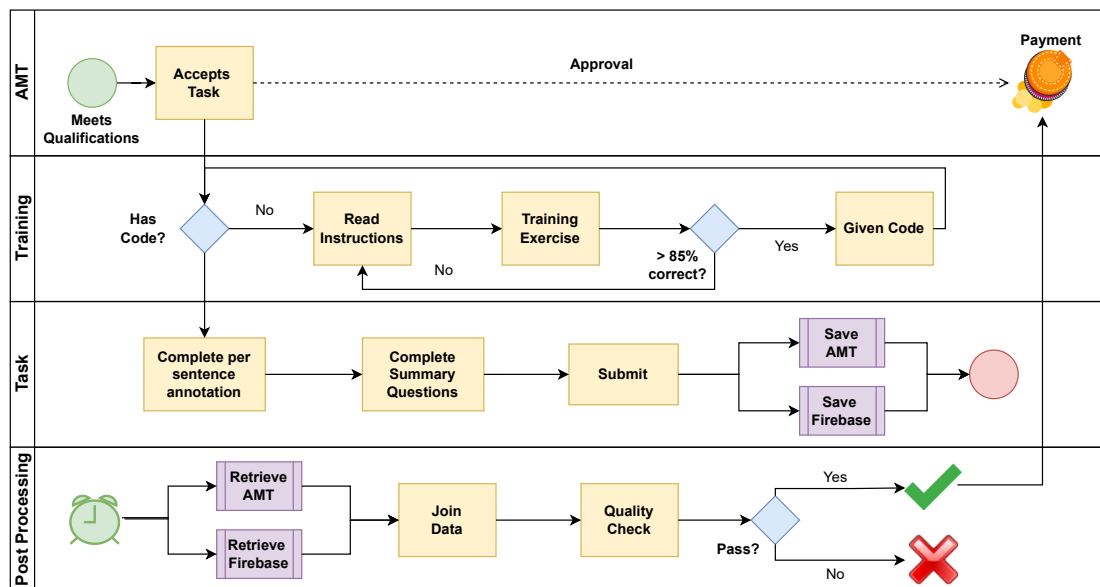 AMT
Meets
Qualifications
Accepts
Task
Approval
Payment
Training
Has
Code?
No
Read
Instructions
Training
Exercise
> 85%
correct?
No
Yes
Given Code
Task
Complete per
sentence
annotation
Complete
Summary
Questions
Submit
Save
AMT
Save
Firebase
Post Processing
Retrieve
AMT
Retrieve
Firebase
Join
Data
Quality
Check
Pass?
Yes
No